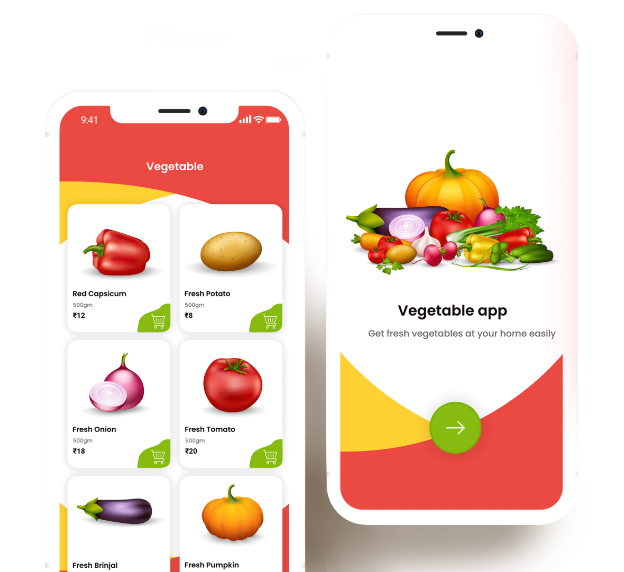 9:41
Vegetable
Red Capsicum
500gm
₹12
Fresh Potato
500gm
₹8
Fresh Onion
500gm
₹18
Fresh Tomato
500gm
₹20
Fresh Brinjal
Fresh Pumpkin
Vegetable app
Get fresh vegetables at your home easily